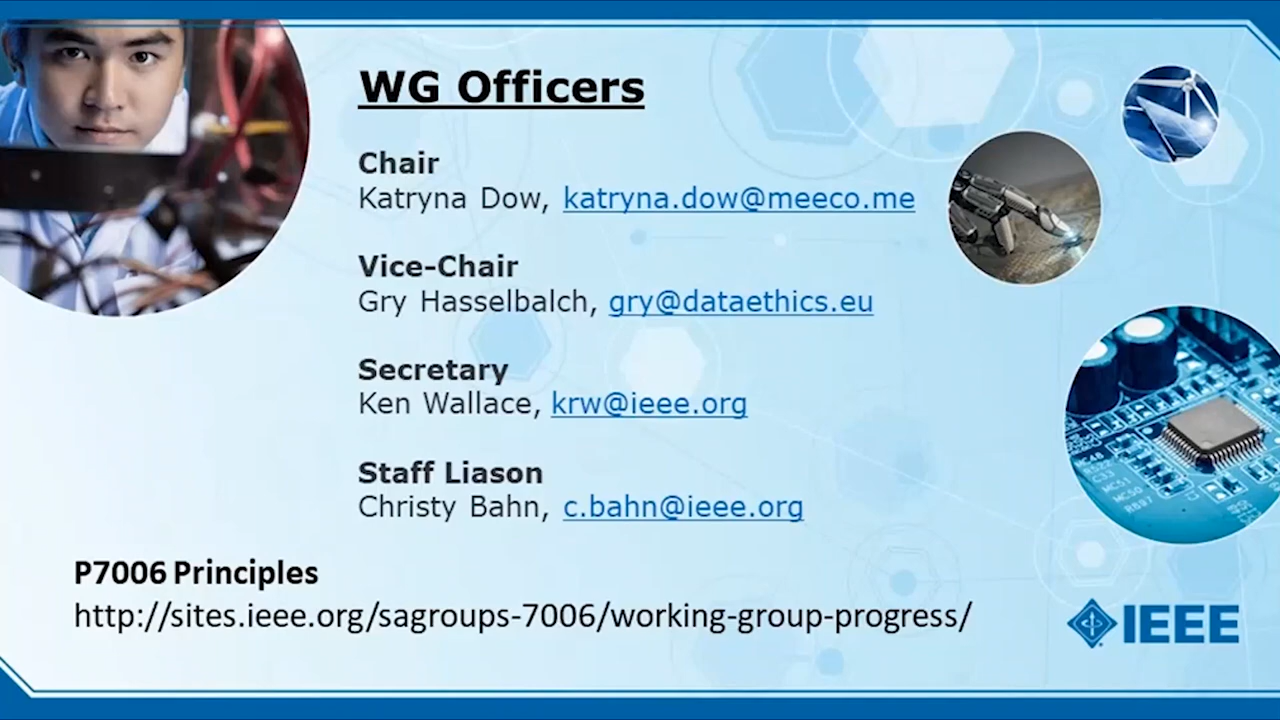 WG Officers
Chair
Katryna Dow, katryna.dow@meeco.me
Vice-Chair
Gry Hasselbalch, gry@dataethics.eu
Secretary
Ken Wallace, krw@ieee.org
Staff Liason
Christy Bahn, c.bahn@ieee.org
P7006 Principles
http://sites.ieee.org/sagroups-7006/working-group-progress/
IEEE